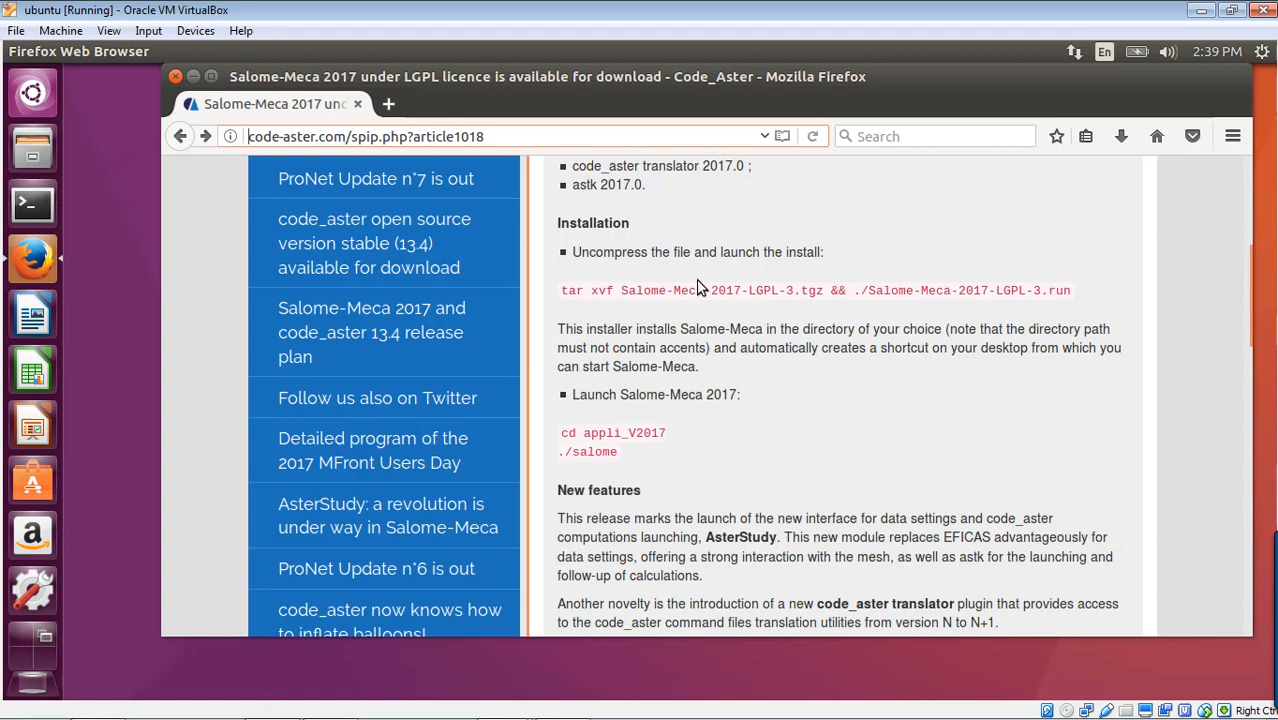 ubuntu [Running] - Oracle VM VirtualBox
File Machine View Input Devices Help
Firefox Web Browser En 2:39 PM
Salome-Meca 2017 under LGPL licence is available for download - Code_Aster - Mozilla Firefox
Salome-Meca 2017 und
code-aster.com/spip.php?article1018 Search
ProNet Update n°7 is out
code_aster open source
version stable (13.4)
available for download
Salome-Meca 2017 and
code_aster 13.4 release
plan
Follow us also on Twitter
Detailed program of the
2017 MFront Users Day
AsterStudy: a revolution is
under way in Salome-Meca
ProNet Update n°6 is out
code_aster now knows how
to inflate balloons!
code_aster translator 2017.0 ;
astk 2017.0.
Installation
Uncompress the file and launch the install:
tar xvf Salome-Meca-2017-LGPL-3.tgz && ./Salome-Meca-2017-LGPL-3.run
This installer installs Salome-Meca in the directory of your choice (note that the directory path
must not contain accents) and automatically creates a shortcut on your desktop from which you
can start Salome-Meca.
Launch Salome-Meca 2017:
cd appli_V2017
./salome
New features
This release marks the launch of the new interface for data settings and code_aster
computations launching, AsterStudy. This new module replaces EFICAS advantageously for
data settings, offering a strong interaction with the mesh, as well as astk for the launching and
follow-up of calculations.
Another novelty is the introduction of a new code_aster translator plugin that provides access
to the code_aster command files translation utilities from version N to N+1.
Right Ctrl